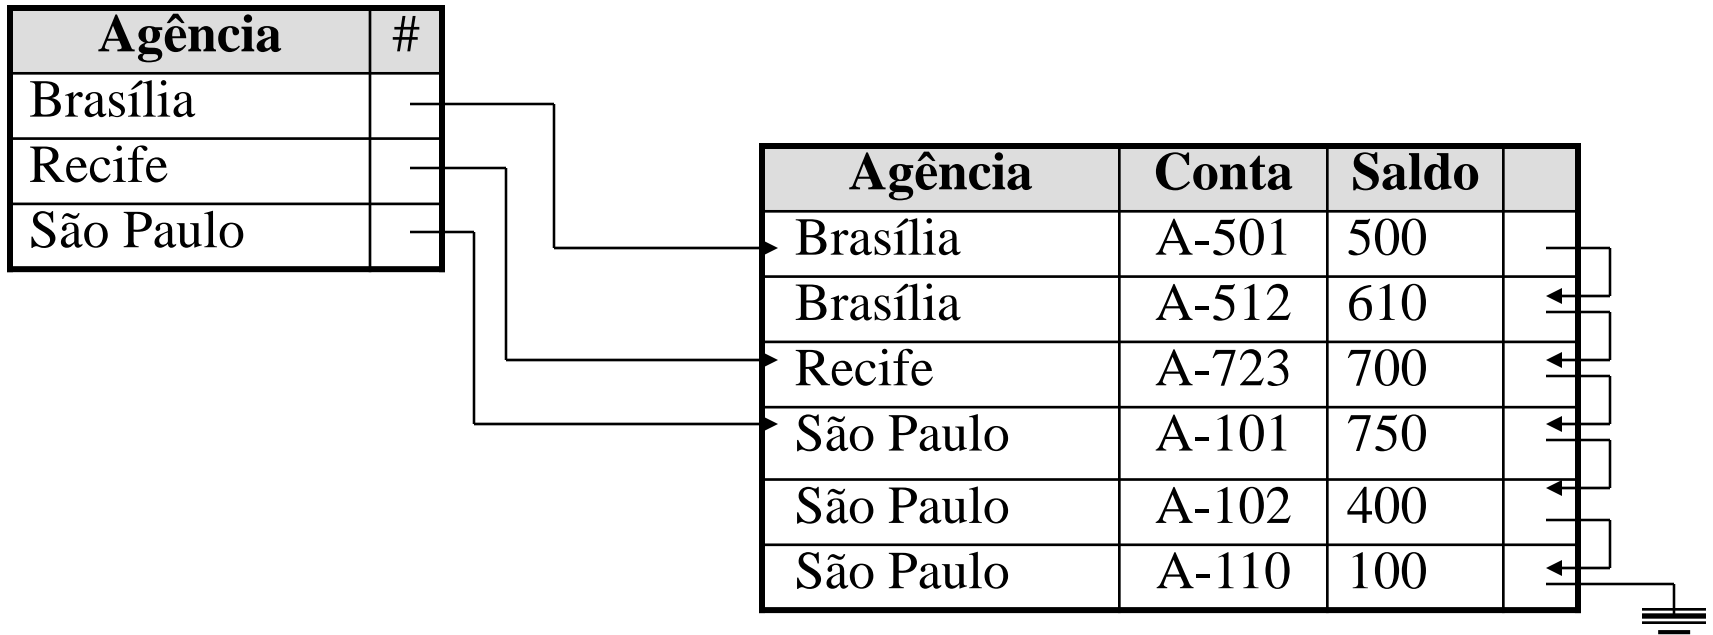 Agência #
Brasília
Recife
São Paulo
Agência Conta Saldo
Brasília A-501 500
Brasília A-512 610
Recife A-723 700
São Paulo A-101 750
São Paulo A-102 400
São Paulo A-110 100